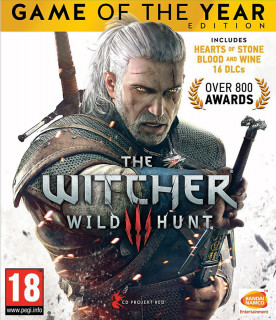 GAME OF THE YEAR
EDITION
INCLUDES
HEARTS OF STONE
BLOOD AND WINE
16 DLCs
OVER 800
AWARDS
THE
WITCHER
III
WILD HUNT
18
www.pegi.info
CD PROJEKT RED
BANDAI
NAMCO
Entertainment